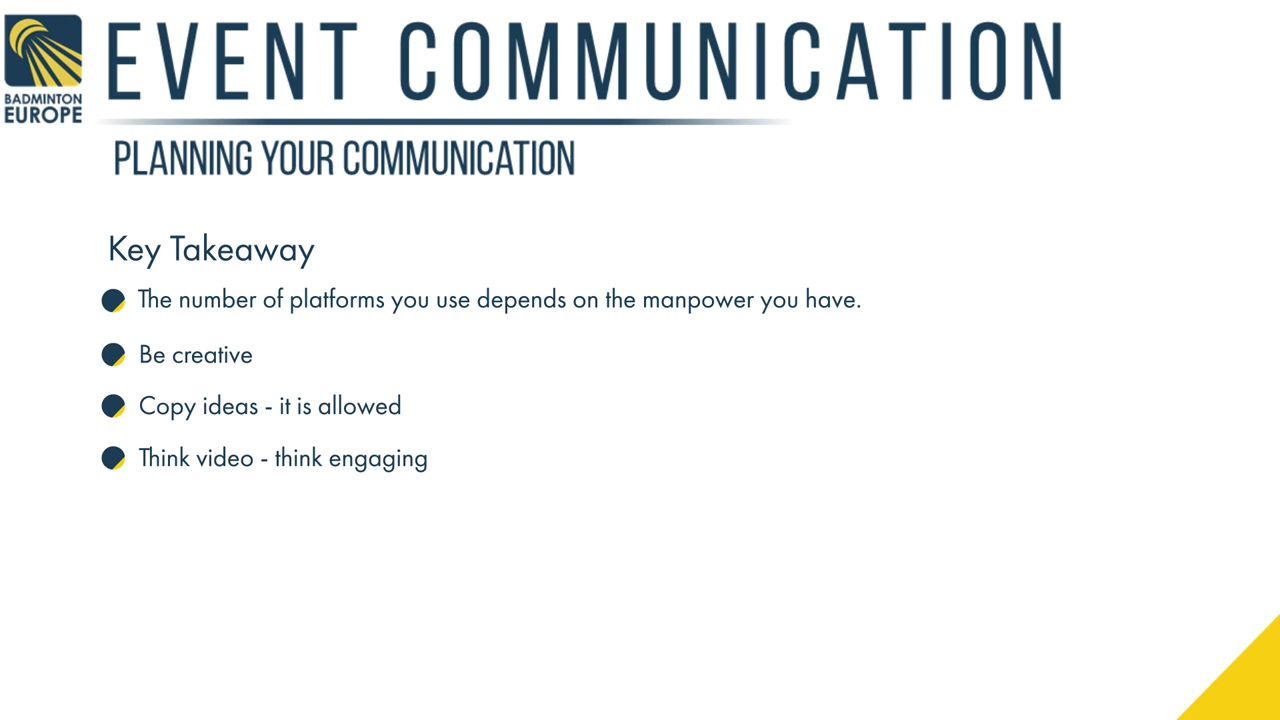 EVENT COMMUNICATION
BADMINTON
EUROPE
PLANNING YOUR COMMUNICATION
Key Takeaway
The number of platforms you use depends on the manpower you have.
Be creative
Copy ideas - it is allowed
Think video - think engaging